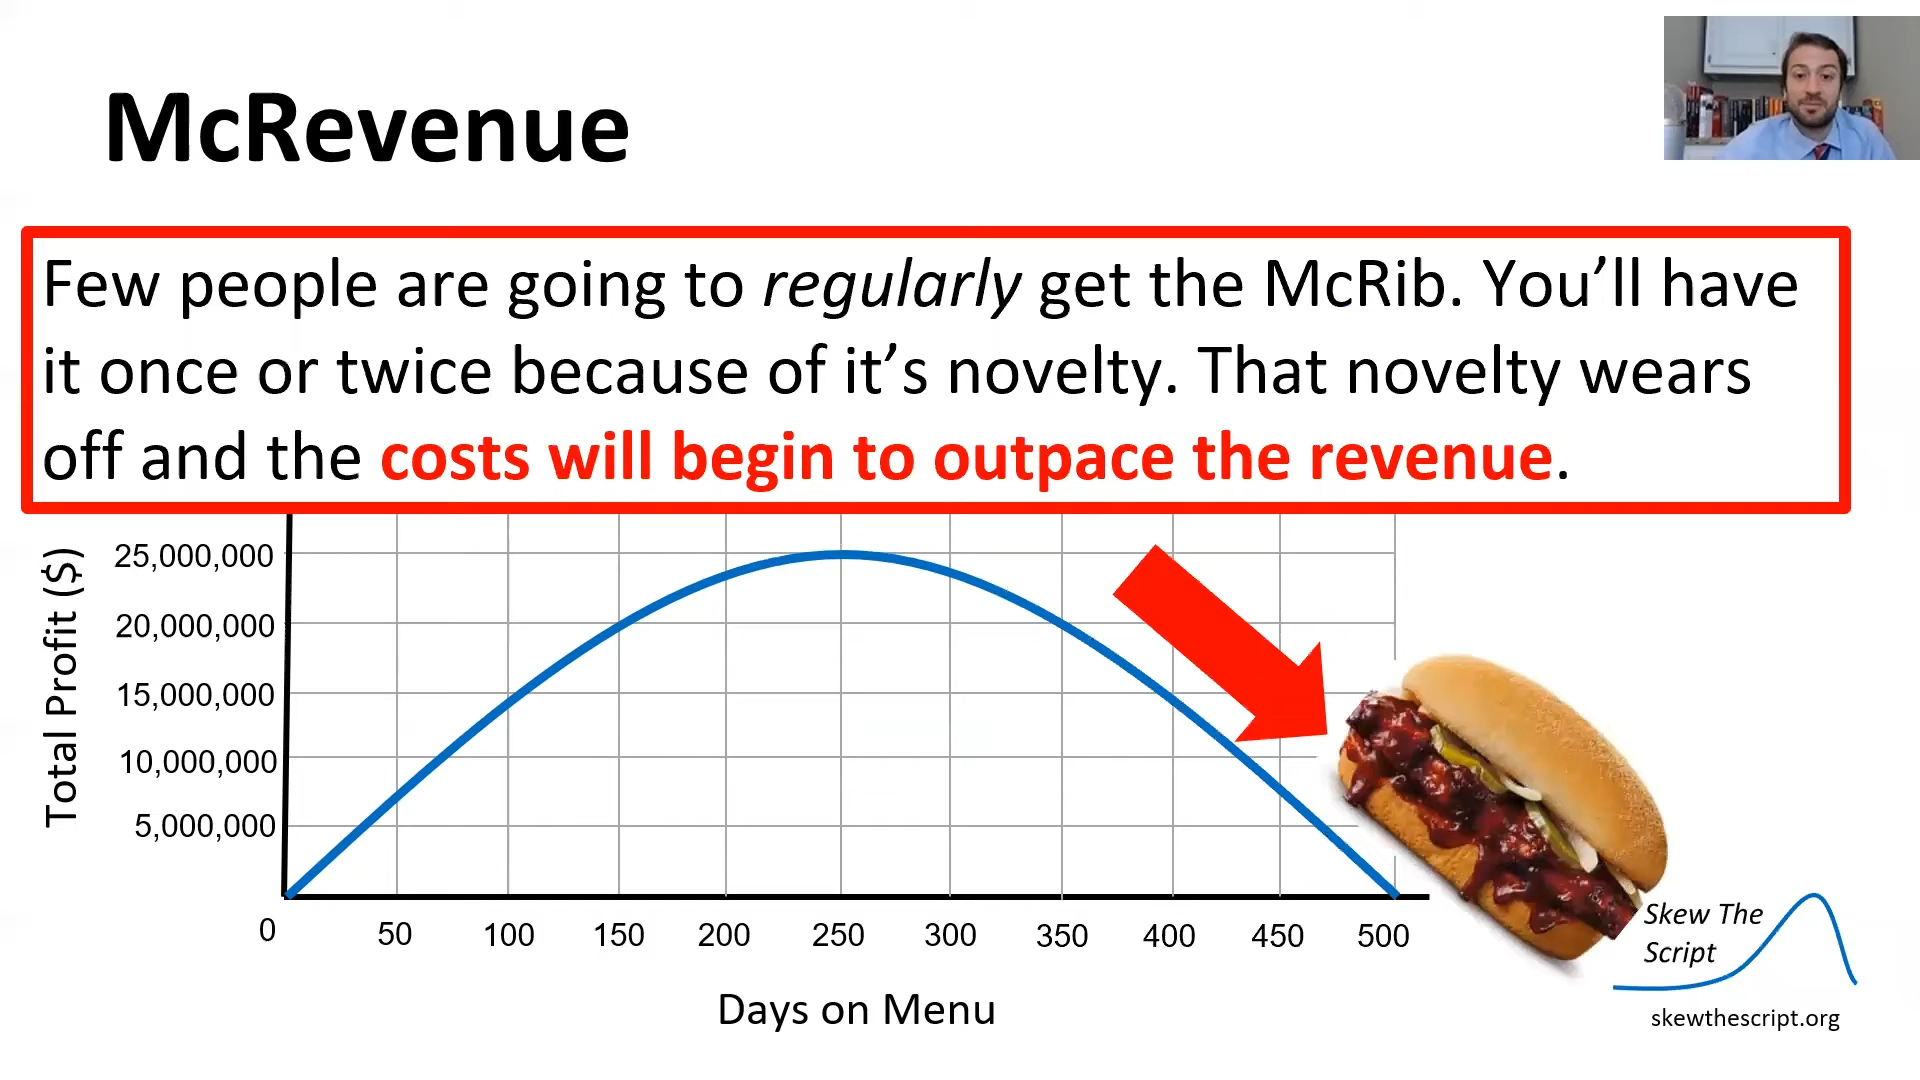 McRevenue
Few people are going to regularly get the McRib. You’ll have
it once or twice because of it’s novelty. That novelty wears
off and the costs will begin to outpace the revenue.
Total Profit ($)
25,000,000
20,000,000
15,000,000
10,000,000
5,000,000
0 50 100 150 200 250 300 350 400 450 500
Days on Menu
Skew The
Script
skewthescript.org